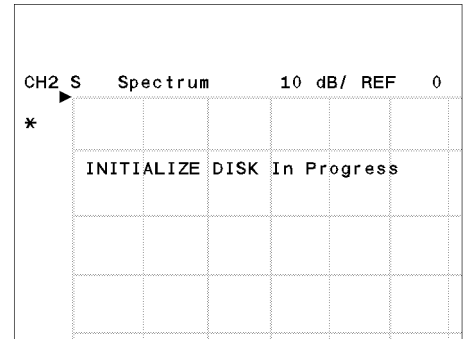 CH2 S Spectrum 10 dB/ REF 0
*
INITIALIZE DISK In Progress